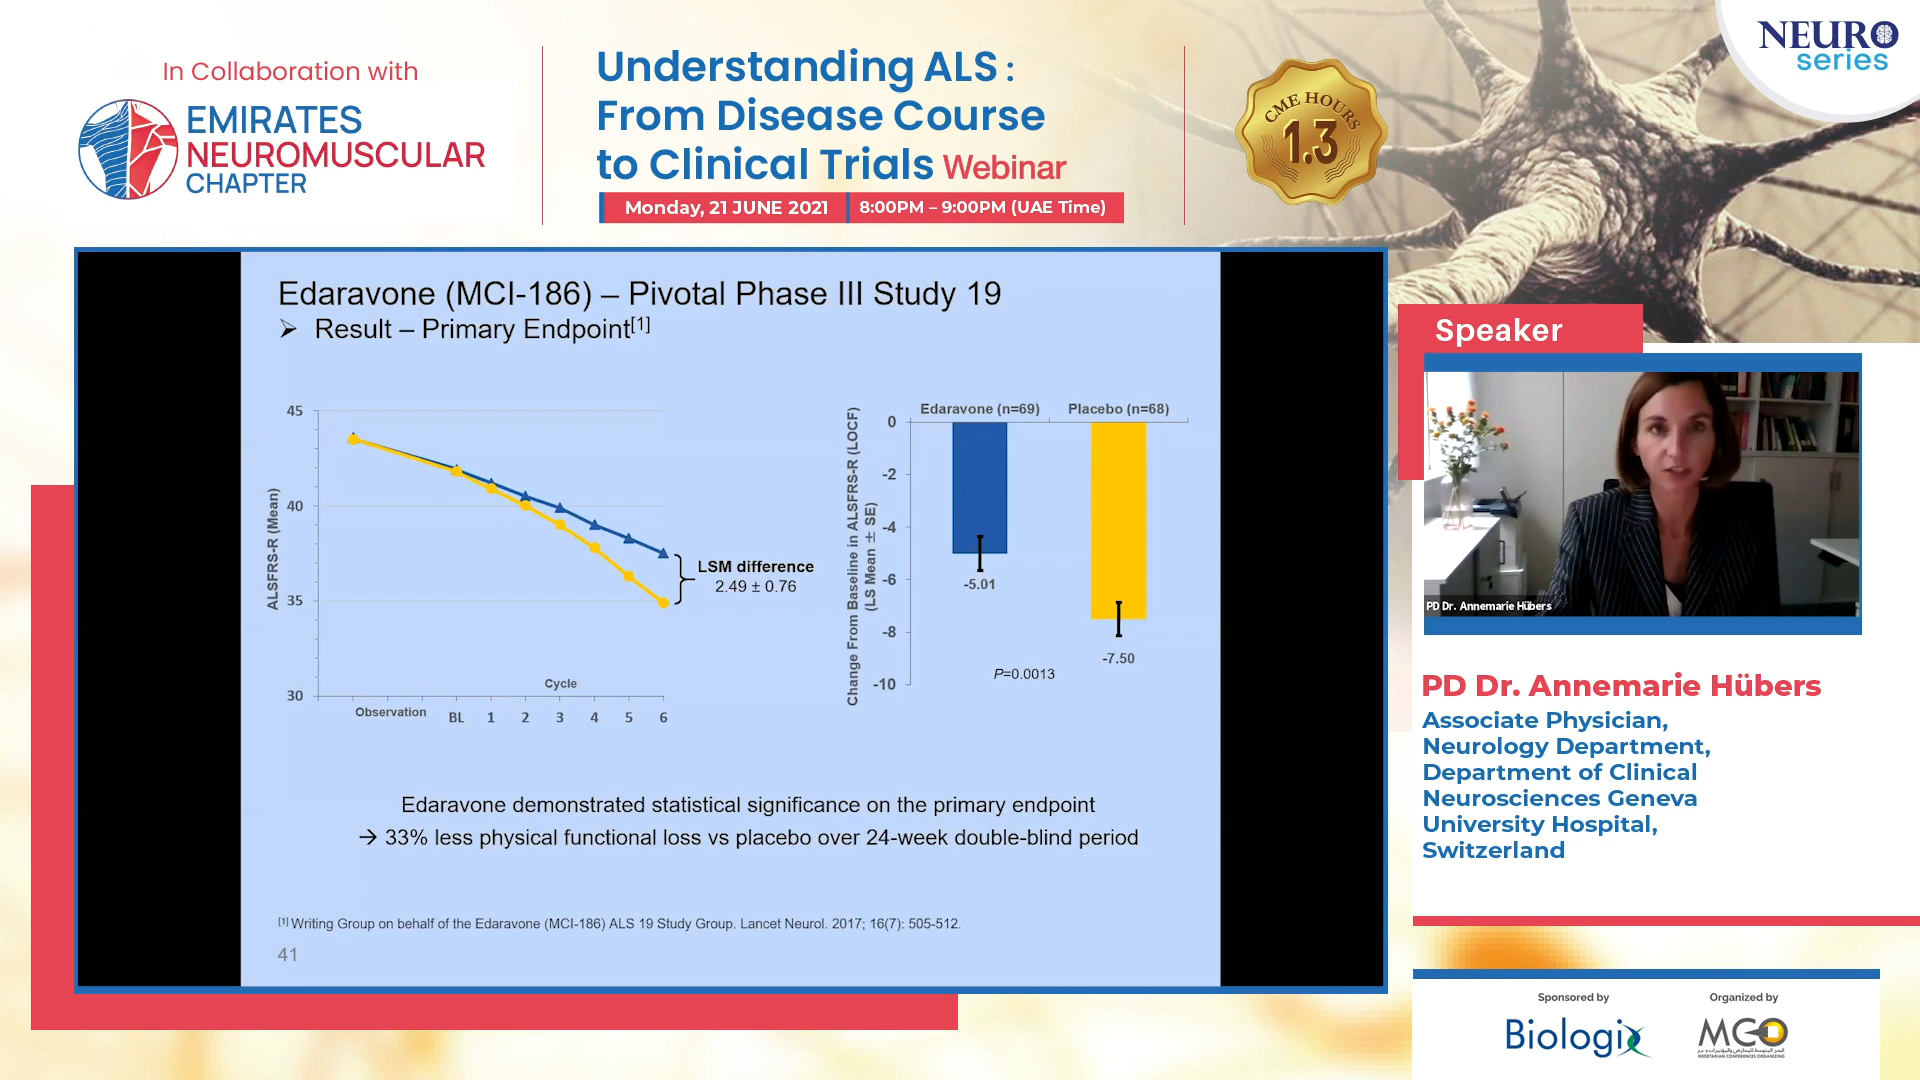 In Collaboration with
EMIRATES
NEUROMUSCULAR
CHAPTER
Understanding ALS :
From Disease Course
to Clinical Trials Webinar
Monday, 21 JUNE 2021 8:00PM – 9:00PM (UAE Time)
CME HOURS
1.3
NEURO
series
Edaravone (MCI-186) – Pivotal Phase III Study 19
➢ Result – Primary Endpoint[1]
ALSFRS-R (Mean)
45
40
35
30
Observation BL 1 2 3 4 5 6
Cycle
LSM difference
2.49 ± 0.76
Change From Baseline in ALSFRS-R (LOCF)
(LS Mean ± SE)
Edaravone (n=69) Placebo (n=68)
0
-2
-4
-6
-8
-10
-5.01
-7.50
P=0.0013
Edaravone demonstrated statistical significance on the primary endpoint
→ 33% less physical functional loss vs placebo over 24-week double-blind period
[1] Writing Group on behalf of the Edaravone (MCI-186) ALS 19 Study Group. Lancet Neurol. 2017; 16(7): 505-512.
41
Speaker
PD Dr. Annemarie Hübers
PD Dr. Annemarie Hübers
Associate Physician,
Neurology Department,
Department of Clinical
Neurosciences Geneva
University Hospital,
Switzerland
Sponsored by
Biologix
Organized by
MCO